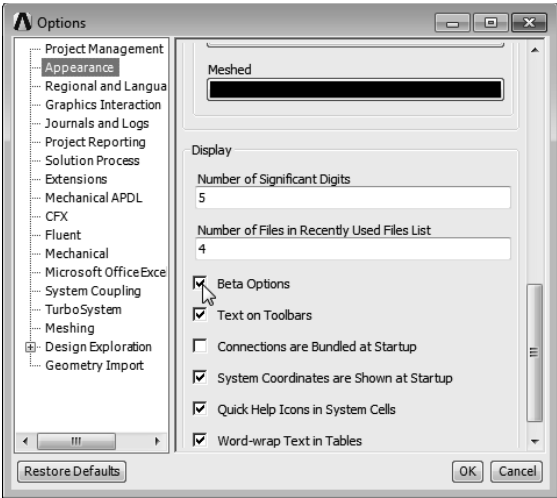 Options
Project Management
Appearance
Regional and Langua
Graphics Interaction
Journals and Logs
Project Reporting
Solution Process
Extensions
Mechanical APDL
CFX
Fluent
Mechanical
Microsoft Office Exce
System Coupling
TurboSystem
Meshing
Design Exploration
Geometry Import
Meshed
Display
Number of Significant Digits
5
Number of Files in Recently Used Files List
4
Beta Options
Text on Toolbars
Connections are Bundled at Startup
System Coordinates are Shown at Startup
Quick Help Icons in System Cells
Word-wrap Text in Tables
Restore Defaults
OK
Cancel